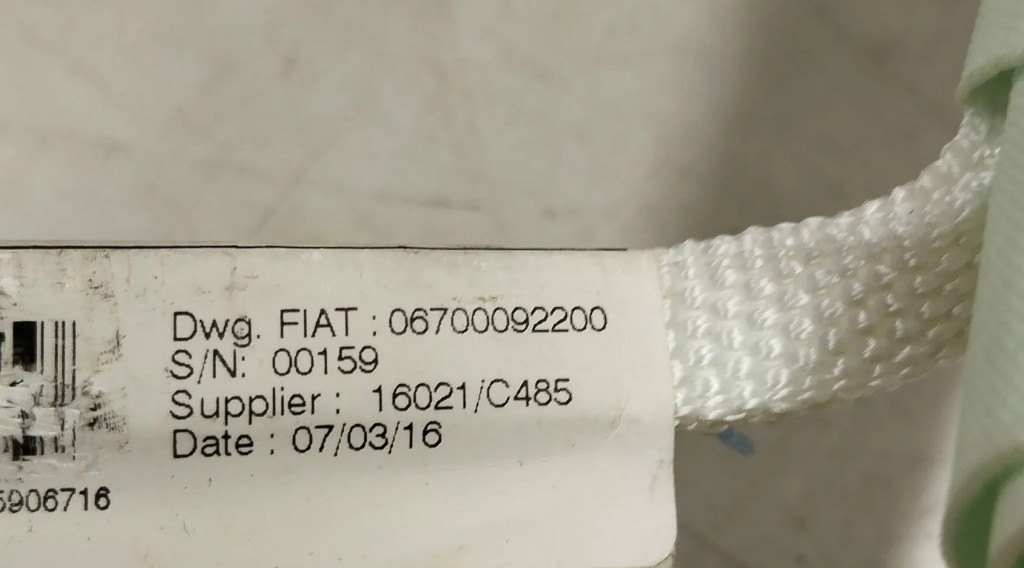 Dwg. FIAT : 06700092200
S/N: 00159
Supplier : 16021/C485
Date : 07/03/16
5906716